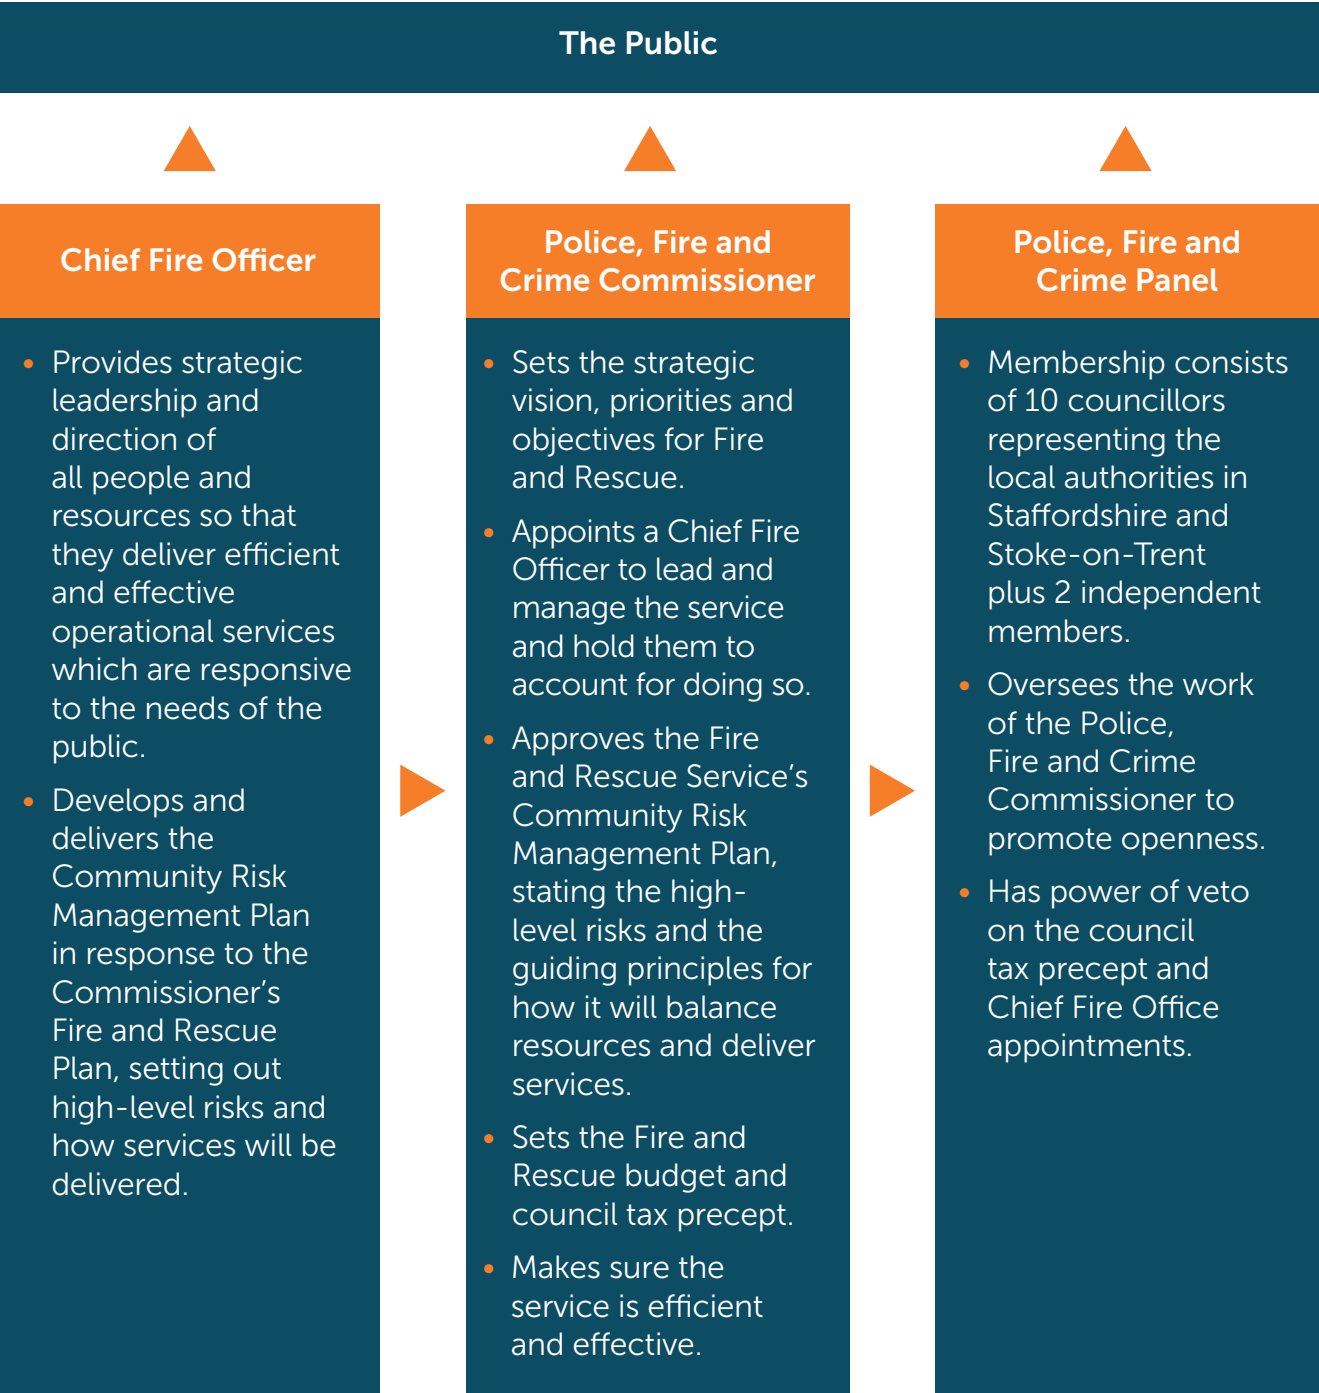 The Public
Chief Fire Officer
• Provides strategic
leadership and
direction of
all people and
resources so that
they deliver efficient
and effective
operational services
which are responsive
to the needs of the
public.
• Develops and
delivers the
Community Risk
Management Plan
in response to the
Commissioner’s
Fire and Rescue
Plan, setting out
high-level risks and
how services will be
delivered.
Police, Fire and
Crime Commissioner
• Sets the strategic
vision, priorities and
objectives for Fire
and Rescue.
• Appoints a Chief Fire
Officer to lead and
manage the service
and hold them to
account for doing so.
• Approves the Fire
and Rescue Service’s
Community Risk
Management Plan,
stating the high-
level risks and the
guiding principles for
how it will balance
resources and deliver
services.
• Sets the Fire and
Rescue budget and
council tax precept.
• Makes sure the
service is efficient
and effective.
Police, Fire and
Crime Panel
• Membership consists
of 10 councillors
representing the
local authorities in
Staffordshire and
Stoke-on-Trent
plus 2 independent
members.
• Oversees the work
of the Police,
Fire and Crime
Commissioner to
promote openness.
• Has power of veto
on the council
tax precept and
Chief Fire Office
appointments.